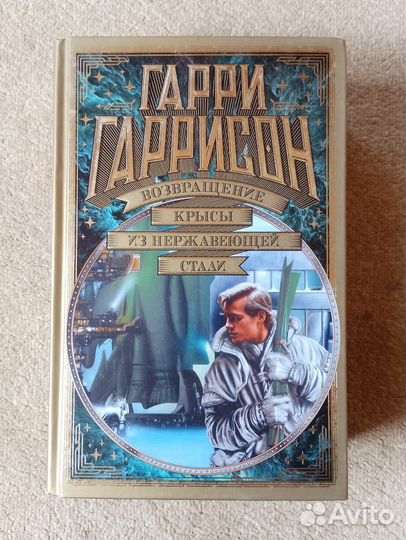 ГАРРИ
ГАРРИСОН
ВОЗВРАЩЕНИЕ
КРЫСЫ
ИЗ НЕРЖАВЕЮЩЕЙ
СТАЛИ
Avito